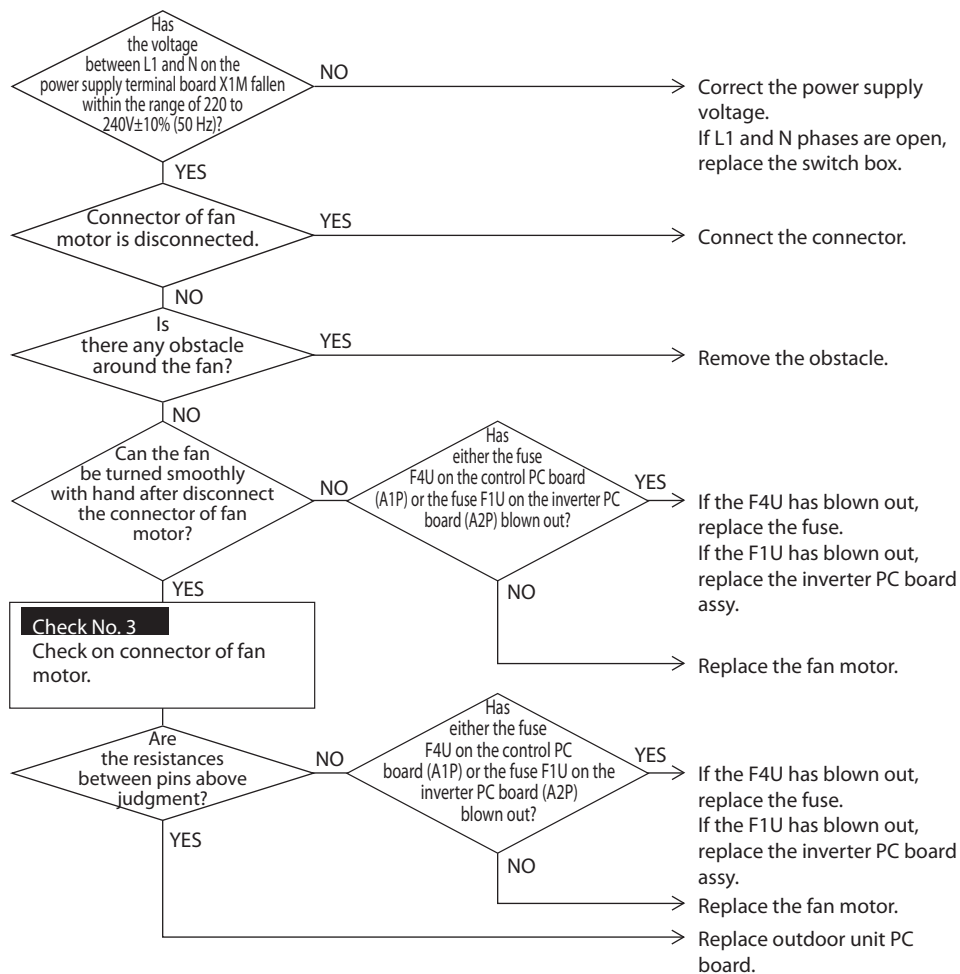 Has
the voltage
between L1 and N on the
power supply terminal board X1M fallen
within the range of 220 to
240V±10% (50 Hz)?
NO
Correct the power supply
voltage.
If L1 and N phases are open,
replace the switch box.
YES
Connector of fan
motor is disconnected.
YES
Connect the connector.
NO
Is
there any obstacle
around the fan?
YES
Remove the obstacle.
NO
Can the fan
be turned smoothly
with hand after disconnect
the connector of fan
motor?
NO
Has
either the fuse
F4U on the control PC board
(A1P) or the fuse F1U on the inverter PC
board (A2P) blown out?
YES
If the F4U has blown out,
replace the fuse.
If the F1U has blown out,
replace the inverter PC board
assy.
NO
Replace the fan motor.
YES
Check No. 3
Check on connector of fan
motor.
Are
the resistances
between pins above
judgment?
NO
Has
either the fuse
F4U on the control PC
board (A1P) or the fuse F1U on the
inverter PC board (A2P)
blown out?
YES
If the F4U has blown out,
replace the fuse.
If the F1U has blown out,
replace the inverter PC board
assy.
NO
Replace the fan motor.
YES
Replace outdoor unit PC
board.